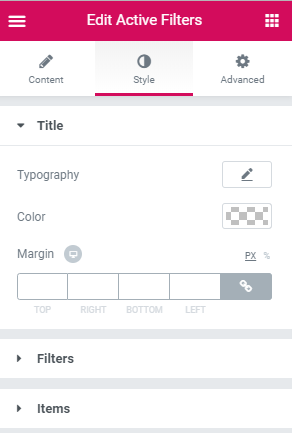 Edit Active Filters
Content Style Advanced
Title
Typography
Color
Margin PX %
TOP RIGHT BOTTOM LEFT
Filters
Items